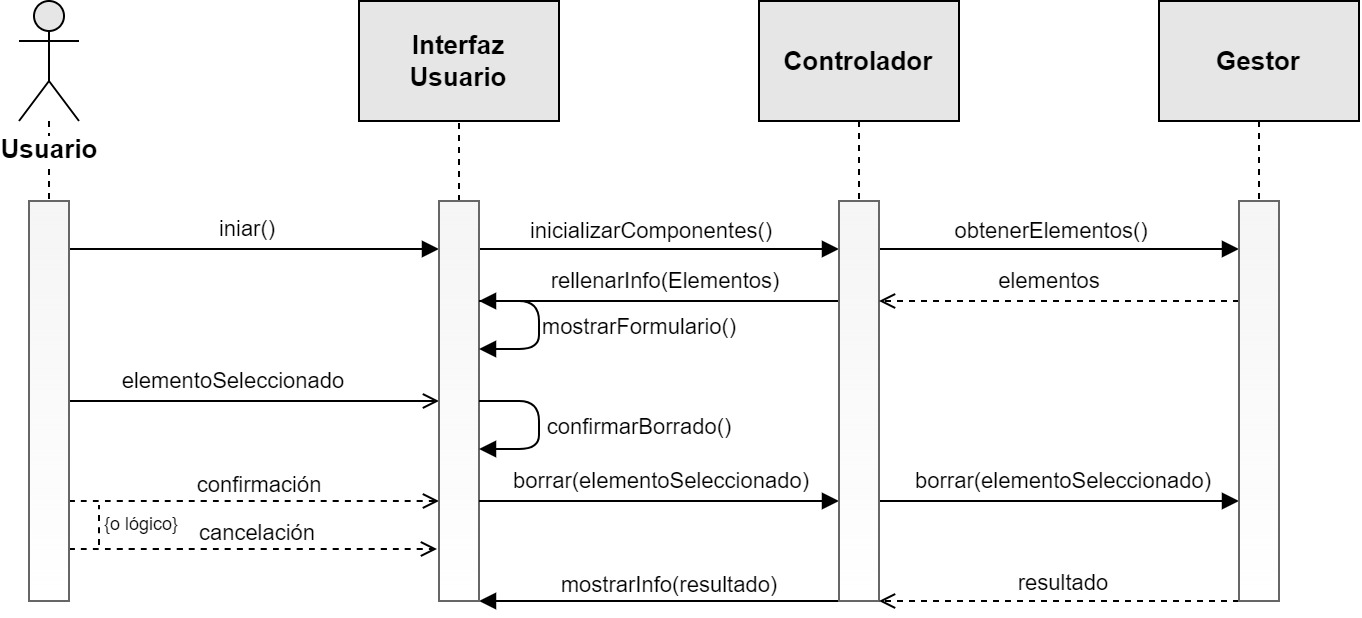 Interfaz
Usuario
Controlador
Gestor
Usuario
iniar()
inicializarComponentes()
obtenerElementos()
rellenarInfo(Elementos)
elementos
mostrarFormulario()
elementoSeleccionado
confirmarBorrado()
confirmación
borrar(elementoSeleccionado)
borrar(elementoSeleccionado)
{o lógico}
cancelación
mostrarInfo(resultado)
resultado